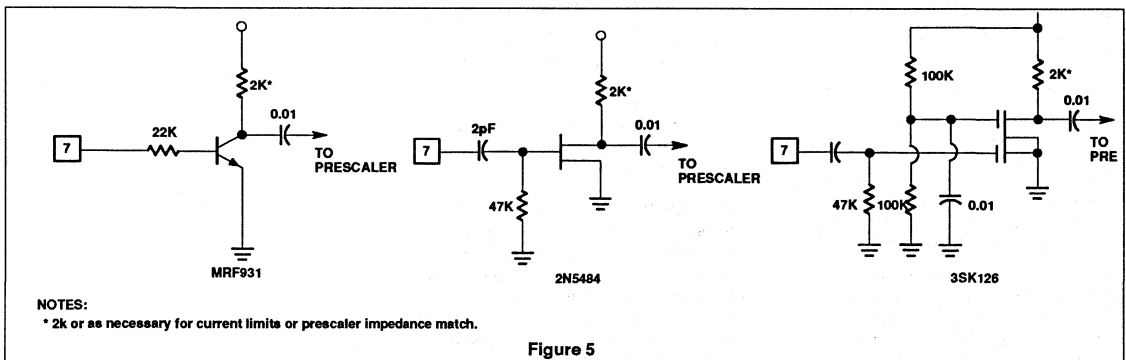 2K*
0.01
22K
7
TO
PRESCALER
MRF931
2K*
0.01
2pF
7
TO
PRESCALER
47K
2N5484
100K
2K*
0.01
7
TO
PRE
47K
100K
0.01
3SK126
NOTES:
* 2k or as necessary for current limits or prescaler impedance match.
Figure 5